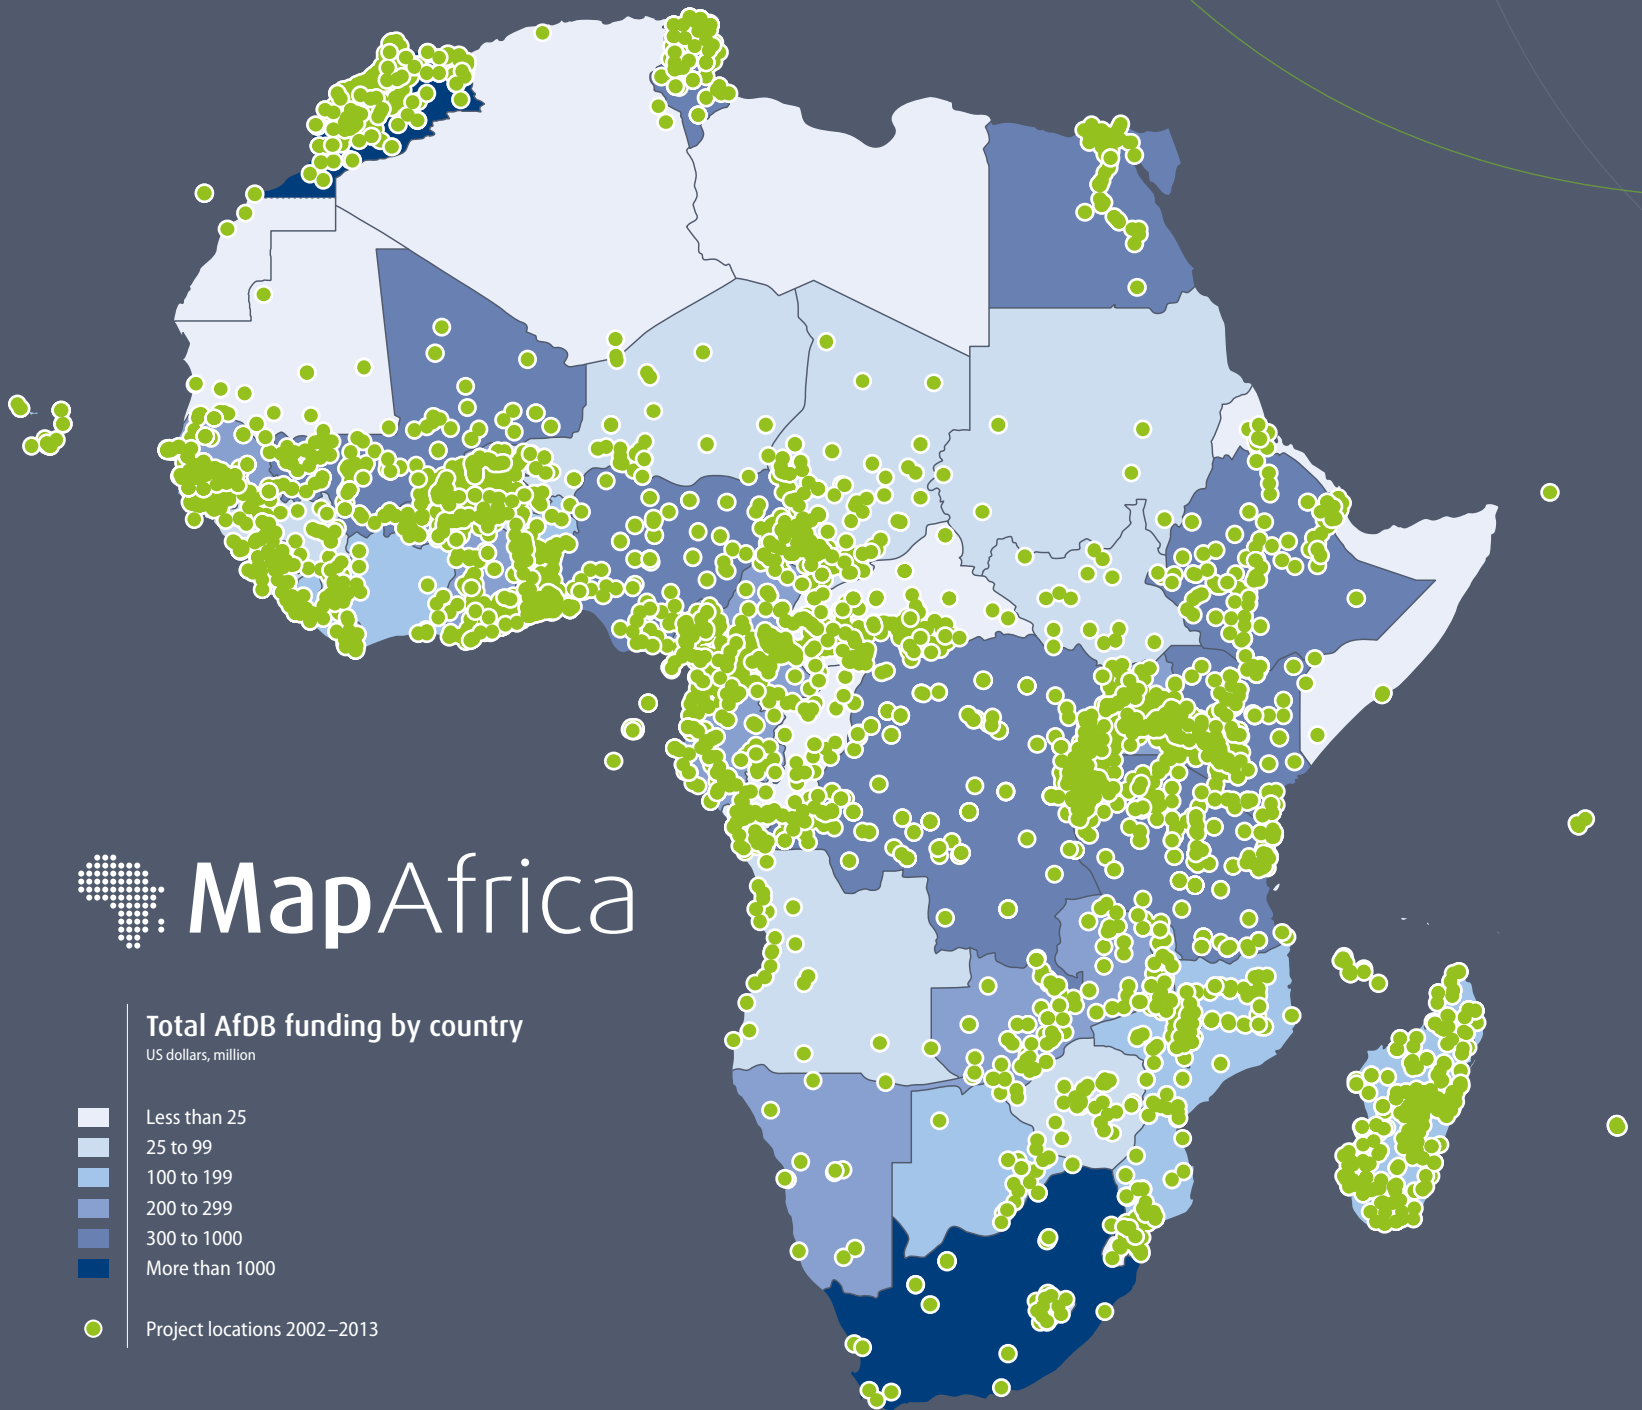 MapAfrica
Total AfDB funding by country
US dollars, million
Less than 25
25 to 99
100 to 199
200 to 299
300 to 1000
More than 1000
Project locations 2002–2013